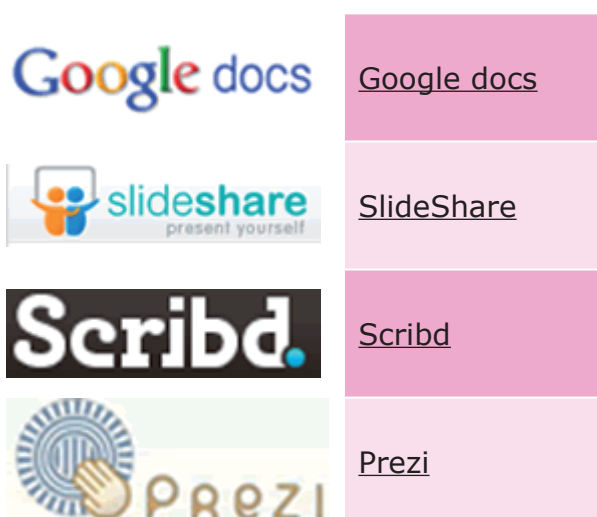 Google docs
Google docs
slideshare
present yourself
SlideShare
Scribd.
Scribd
PReZI
Prezi